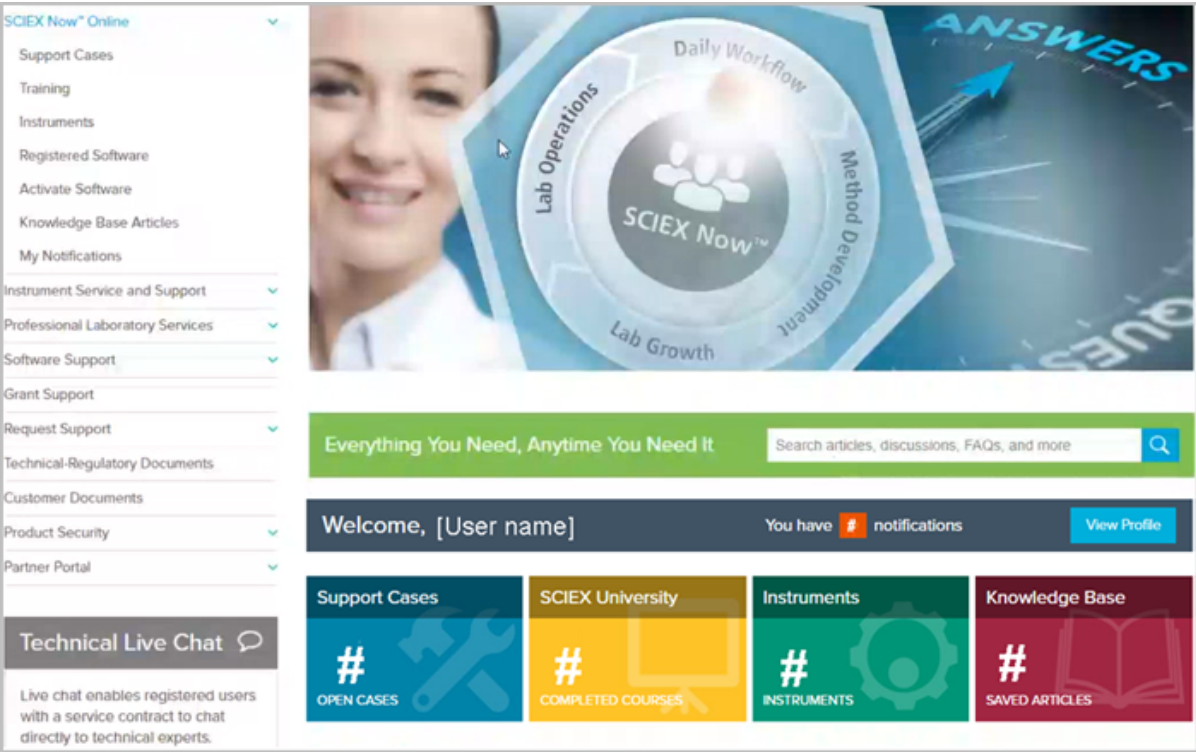 SCIEX Now™ Online
Support Cases
Training
Instruments
Registered Software
Activate Software
Knowledge Base Articles
My Notifications
Instrument Service and Support
Professional Laboratory Services
Software Support
Grant Support
Request Support
Technical-Regulatory Documents
Customer Documents
Product Security
Partner Portal
Technical Live Chat
Live chat enables registered users
with a service contract to chat
directly to technical experts.
Daily Workflow
Lab Operations
Method Development
Lab Growth
SCIEX Now™
ANSWERS
Everything You Need, Anytime You Need It
Search articles, discussions, FAQs, and more
Welcome, [User name]
You have # notifications
View Profile
Support Cases
#
OPEN CASES
SCIEX University
#
COMPLETED COURSES
Instruments
#
INSTRUMENTS
Knowledge Base
#
SAVED ARTICLES